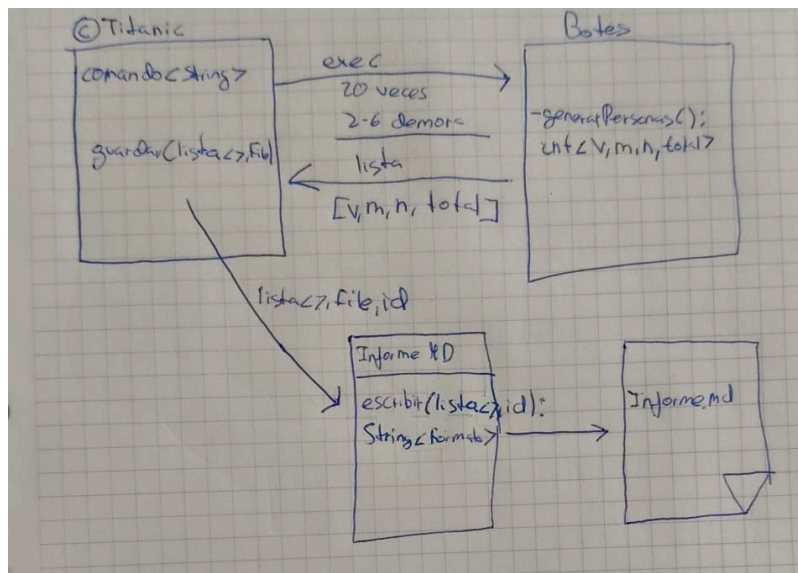 © Titanic
comando<String>
guardar(lista<>, File
exec
20 veces
2-6 demora
lista
[v, m, n, total]
Botes
-generarPersonas():
int<v, m, n, total>
lista<>, file, id
Informe MD
escribir(lista<>, id):
String<formato>
Informe.md